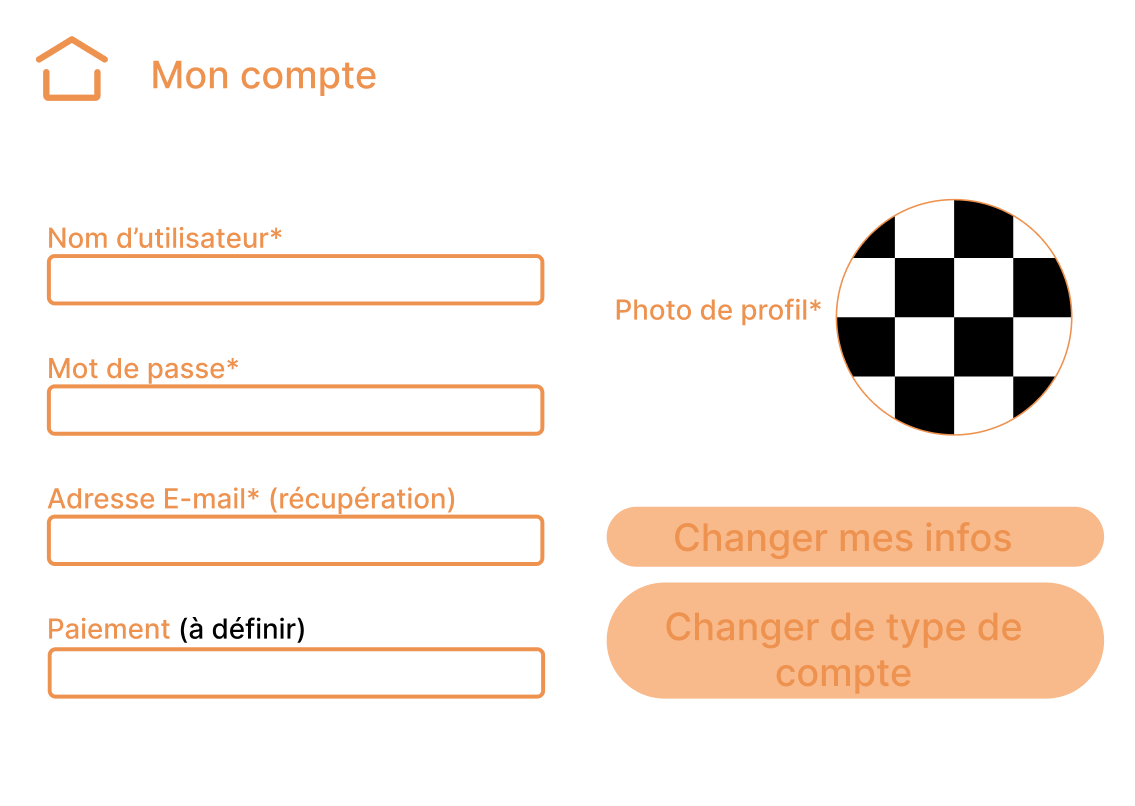 Mon compte
Nom d’utilisateur*
Mot de passe*
Adresse E-mail* (récupération)
Paiement (à définir)
Photo de profil*
Changer mes infos
Changer de type de
compte